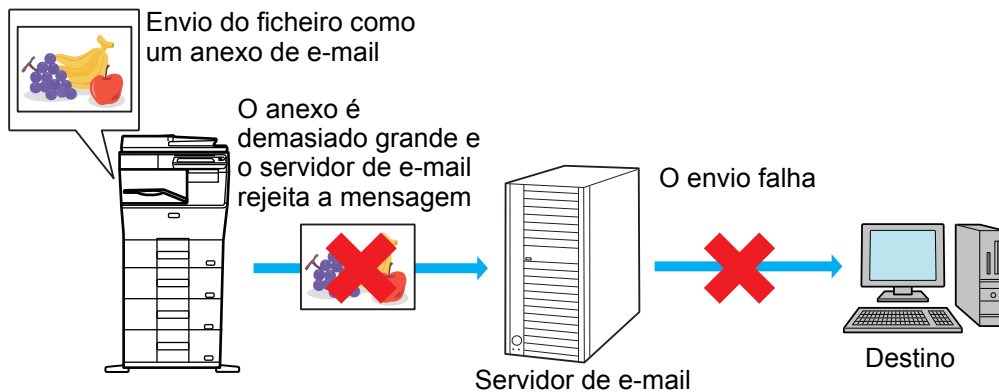 Envio do ficheiro como
um anexo de e-mail
O anexo é
demasiado grande e
o servidor de e-mail
rejeita a mensagem
O envio falha
Servidor de e-mail
Destino